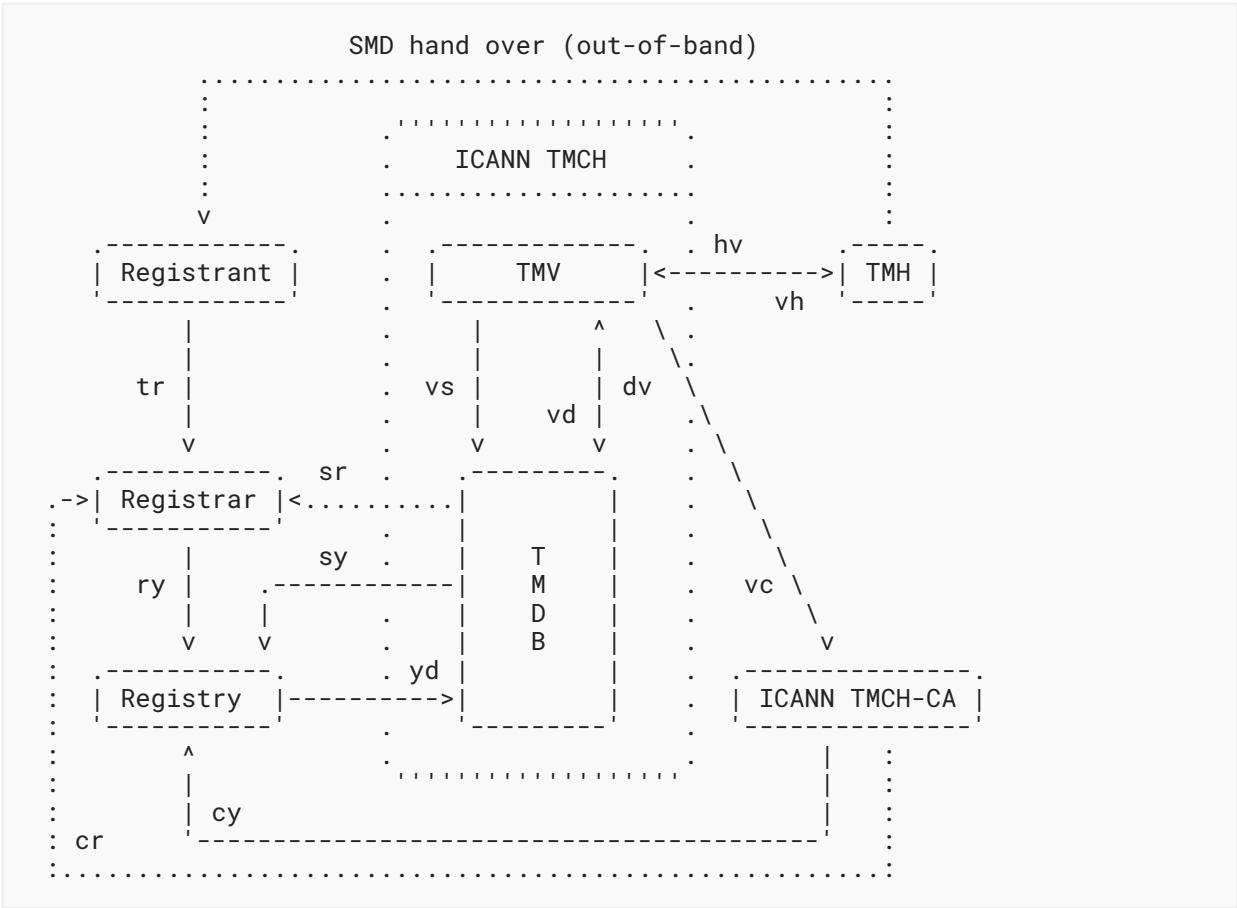 SMD hand over (out-of-band)
ICANN TMCH
hv
Registrant
TMV
TMH
vh
tr
vs
dv
vd
sr
Registrar
sy
T
ry
M
vc
D
B
yd
Registry
ICANN TMCH-CA
cy
cr